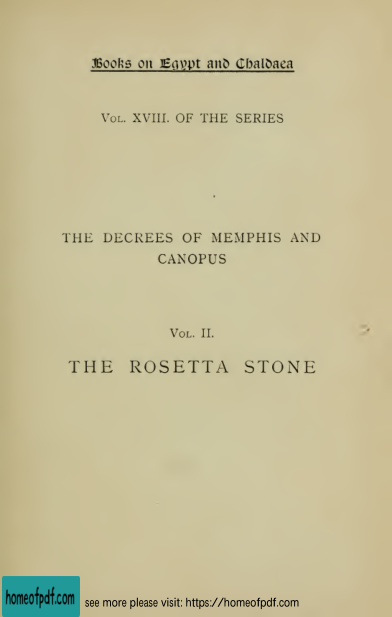 Books on Egypt and Chaldaea
VOL. XVIII. OF THE SERIES
THE DECREES OF MEMPHIS AND
CANOPUS
VOL. II.
THE ROSETTA STONE
homeofpdf.com see more please visit: https://homeofpdf.com